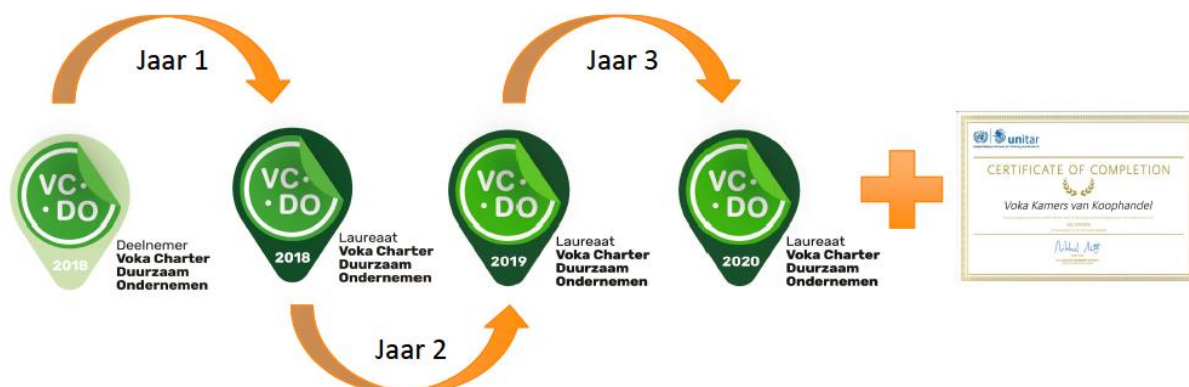 Jaar 1
Jaar 3
VC.
.DO
2018
Deelnemer
Voka Charter
Duurzaam
Ondernemen
VC.
.DO
2018
Laureaat
Voka Charter
Duurzaam
Ondernemen
VC.
.DO
2019
Laureaat
Voka Charter
Duurzaam
Ondernemen
VC.
.DO
2020
Laureaat
Voka Charter
Duurzaam
Ondernemen
unitar
CERTIFICATE OF COMPLETION
Voka Kamers van Koophandel
Jaar 2